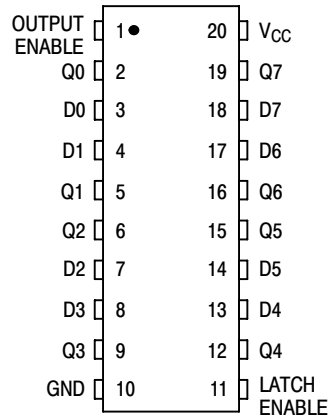 OUTPUT
ENABLE 1 20 VCC
Q0 2 19 Q7
D0 3 18 D7
D1 4 17 D6
Q1 5 16 Q6
Q2 6 15 Q5
D2 7 14 D5
D3 8 13 D4
Q3 9 12 Q4
GND 10 11 LATCH
ENABLE